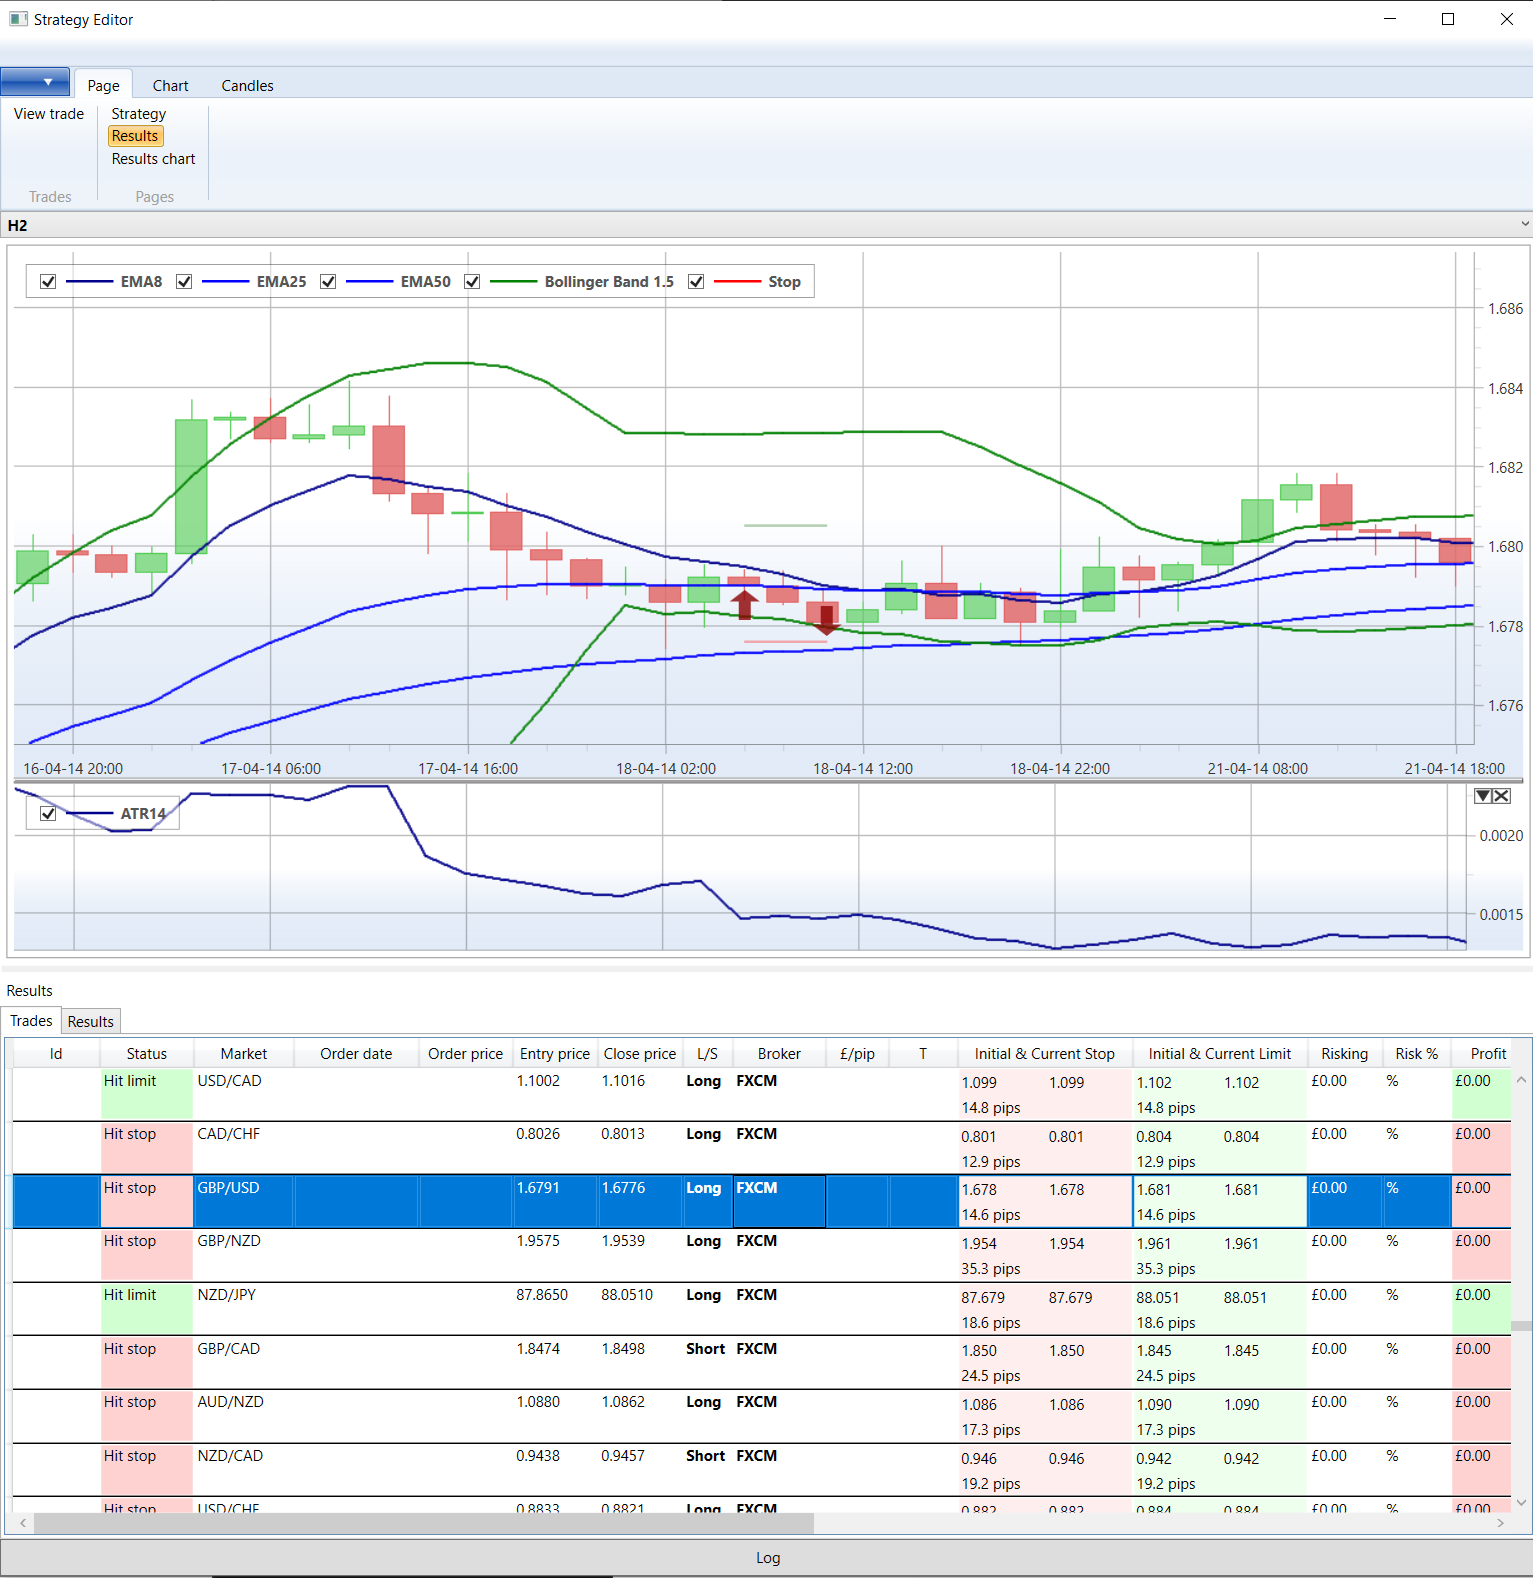 Strategy Editor
Page Chart Candles
View trade Strategy
Results
Results chart
Trades Pages
H2
EMA8 EMA25 EMA50 Bollinger Band 1.5 Stop
1.686
1.684
1.682
1.680
1.678
1.676
16-04-14 20:00 17-04-14 06:00 17-04-14 16:00 18-04-14 02:00 18-04-14 12:00 18-04-14 22:00 21-04-14 08:00 21-04-14 18:00
ATR14
0.0020
0.0015
Results
Trades Results
Id Status Market Order date Order price Entry price Close price L/S Broker £/pip T Initial & Current Stop Initial & Current Limit Risking Risk % Profit
Hit limit USD/CAD 1.1002 1.1016 Long FXCM 1.099 1.099 1.102 1.102 £0.00 % £0.00
14.8 pips 14.8 pips
Hit stop CAD/CHF 0.8026 0.8013 Long FXCM 0.801 0.801 0.804 0.804 £0.00 % £0.00
12.9 pips 12.9 pips
Hit stop GBP/USD 1.6791 1.6776 Long FXCM 1.678 1.678 1.681 1.681 £0.00 % £0.00
14.6 pips 14.6 pips
Hit stop GBP/NZD 1.9575 1.9539 Long FXCM 1.954 1.954 1.961 1.961 £0.00 % £0.00
35.3 pips 35.3 pips
Hit limit NZD/JPY 87.8650 88.0510 Long FXCM 87.679 87.679 88.051 88.051 £0.00 % £0.00
18.6 pips 18.6 pips
Hit stop GBP/CAD 1.8474 1.8498 Short FXCM 1.850 1.850 1.845 1.845 £0.00 % £0.00
24.5 pips 24.5 pips
Hit stop AUD/NZD 1.0880 1.0862 Long FXCM 1.086 1.086 1.090 1.090 £0.00 % £0.00
17.3 pips 17.3 pips
Hit stop NZD/CAD 0.9438 0.9457 Short FXCM 0.946 0.946 0.942 0.942 £0.00 % £0.00
19.2 pips 19.2 pips
Hit stop USD/CHF 0.8833 0.8821 Long FXCM 0.882 0.882 0.884 0.884 £0.00 % £0.00
Log